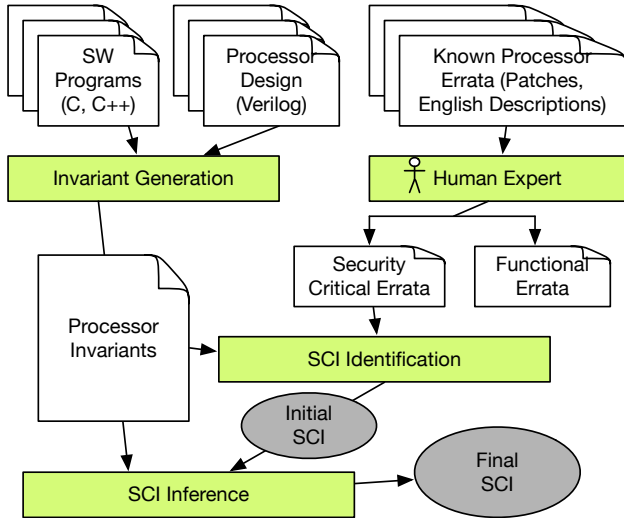 SW
Programs
(C, C++)
Processor
Design
(Verilog)
Known Processor
Errata (Patches,
English Descriptions)
Invariant Generation
Human Expert
Security
Critical Errata
Functional
Errata
Processor
Invariants
SCI Identification
Initial
SCI
SCI Inference
Final
SCI